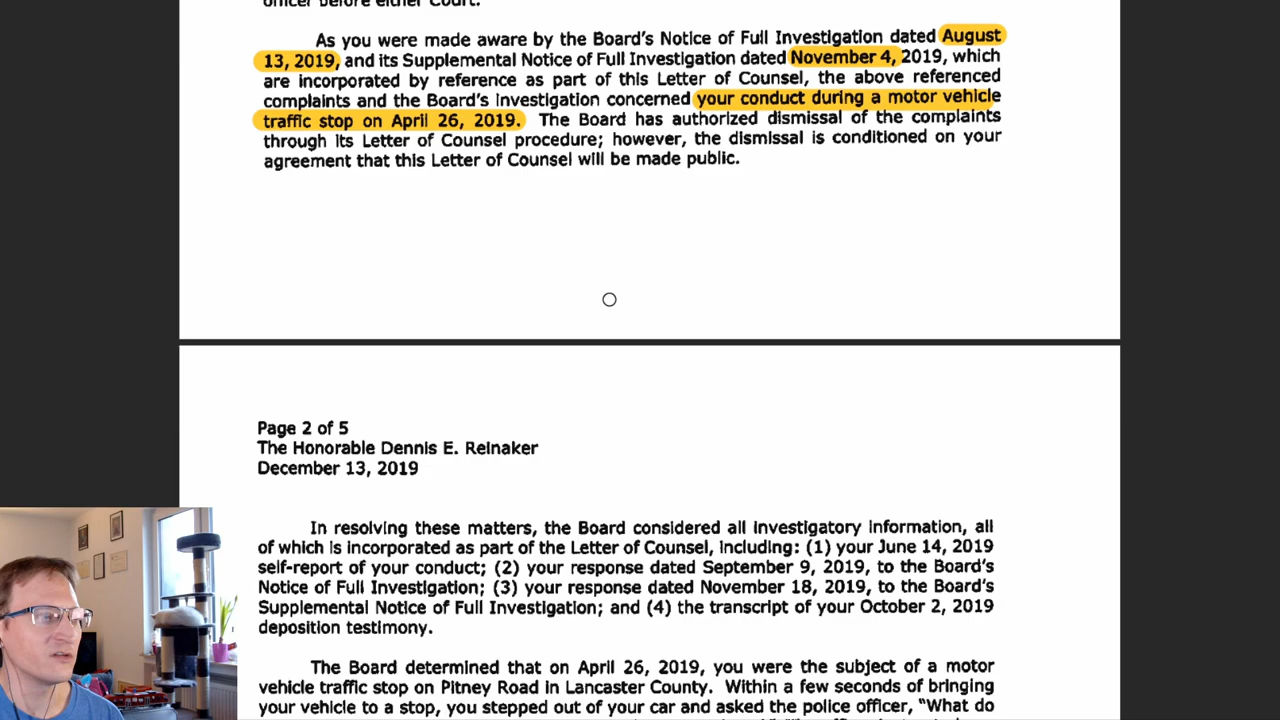 officer before either Court.
As you were made aware by the Board's Notice of Full Investigation dated August
13, 2019, and its Supplemental Notice of Full Investigation dated November 4, 2019, which
are incorporated by reference as part of this Letter of Counsel, the above referenced
complaints and the Board's investigation concerned your conduct during a motor vehicle
traffic stop on April 26, 2019. The Board has authorized dismissal of the complaints
through its Letter of Counsel procedure; however, the dismissal is conditioned on your
agreement that this Letter of Counsel will be made public.
Page 2 of 5
The Honorable Dennis E. Reinaker
December 13, 2019
In resolving these matters, the Board considered all investigatory information, all
of which is incorporated as part of the Letter of Counsel, including: (1) your June 14, 2019
self-report of your conduct; (2) your response dated September 9, 2019, to the Board's
Notice of Full Investigation; (3) your response dated November 18, 2019, to the Board's
Supplemental Notice of Full Investigation; and (4) the transcript of your October 2, 2019
deposition testimony.
The Board determined that on April 26, 2019, you were the subject of a motor
vehicle traffic stop on Pitney Road in Lancaster County. Within a few seconds of bringing
your vehicle to a stop, you stepped out of your car and asked the police officer, "What do